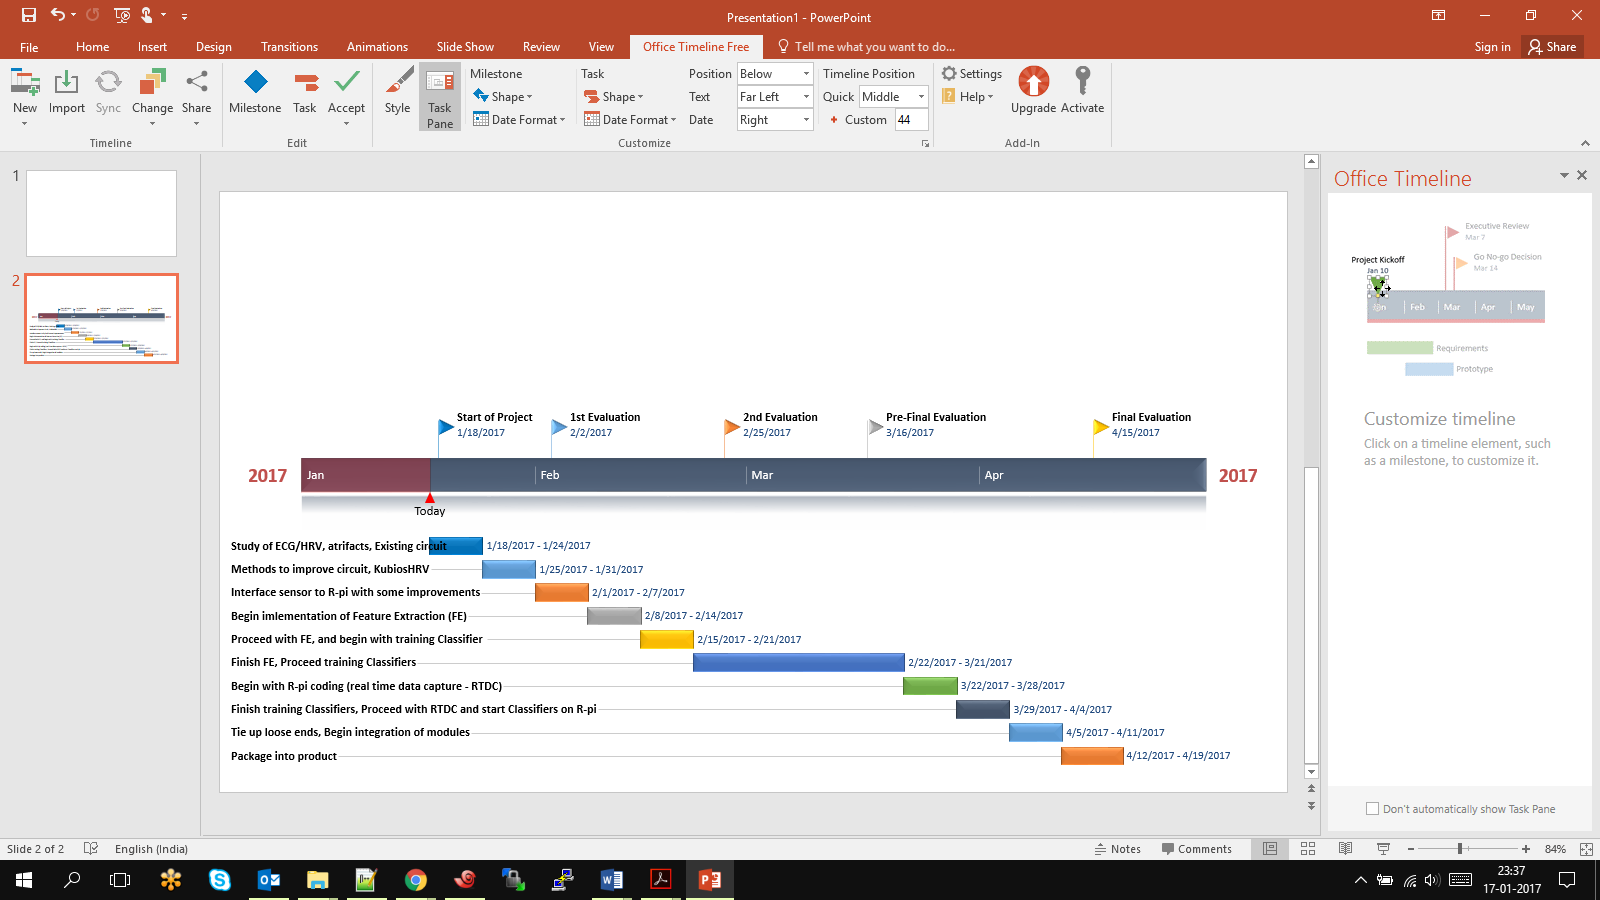 Presentation1 - PowerPoint
File Home Insert Design Transitions Animations Slide Show Review View Office Timeline Free Tell me what you want to do... Sign in Share
New Import Sync Change Share
Timeline
Milestone Task Accept
Edit
Style Task Pane
Milestone Task Position Below Timeline Position
Shape Shape Text Far Left Quick Middle
Date Format Date Format Date Right Custom 44
Customize
Settings
Help
Upgrade Activate
Add-In
1
2
Start of Project
1/18/2017
1st Evaluation
2/2/2017
2nd Evaluation
2/25/2017
Pre-Final Evaluation
3/16/2017
Final Evaluation
4/15/2017
2017 Jan Feb Mar Apr 2017
Today
Study of ECG/HRV, atrifacts, Existing circuit 1/18/2017 - 1/24/2017
Methods to improve circuit, KubiosHRV 1/25/2017 - 1/31/2017
Interface sensor to R-pi with some improvements 2/1/2017 - 2/7/2017
Begin imlementation of Feature Extraction (FE) 2/8/2017 - 2/14/2017
Proceed with FE, and begin with training Classifier 2/15/2017 - 2/21/2017
Finish FE, Proceed training Classifiers 2/22/2017 - 3/21/2017
Begin with R-pi coding (real time data capture - RTDC) 3/22/2017 - 3/28/2017
Finish training Classifiers, Proceed with RTDC and start Classifiers on R-pi 3/29/2017 - 4/4/2017
Tie up loose ends, Begin integration of modules 4/5/2017 - 4/11/2017
Package into product 4/12/2017 - 4/19/2017
Office Timeline
Executive Review
Mar 7
Go No-go Decision
Mar 14
Project Kickoff
Jan 10
Feb Mar Apr May
Requirements
Prototype
Customize timeline
Click on a timeline element, such
as a milestone, to customize it.
Don't automatically show Task Pane
Slide 2 of 2 English (India) Notes Comments 84%
23:37
17-01-2017